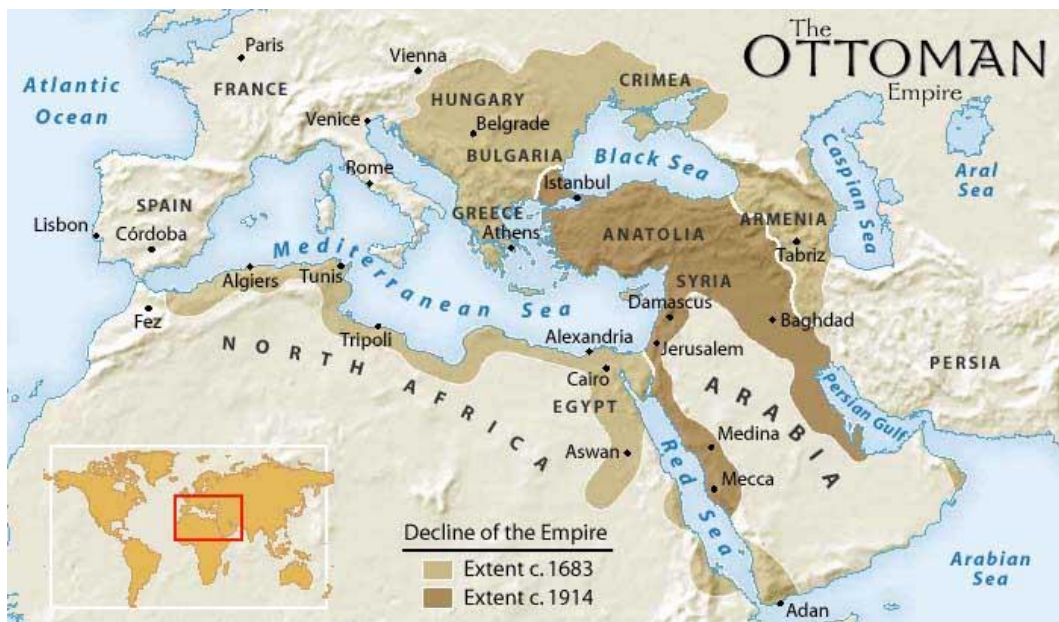 The
OTTOMAN
Empire
Paris
FRANCE
Vienna
Atlantic
Ocean
HUNGARY
CRIMEA
Venice
Belgrade
BULGARIA
Black Sea
Caspian Sea
Aral
Sea
Rome
Istanbul
Lisbon
SPAIN
Córdoba
GREECE
Athens
ANATOLIA
ARMENIA
Tabriz
Mediterranean Sea
Algiers
Tunis
SYRIA
Damascus
Fez
Tripoli
Alexandria
Jerusalem
Baghdad
NORTH AFRICA
Cairo
EGYPT
ARABIA
PERSIA
Persian Gulf
Aswan
Medina
Mecca
Red Sea
Decline of the Empire
Extent c. 1683
Extent c. 1914
Adan
Arabian
Sea